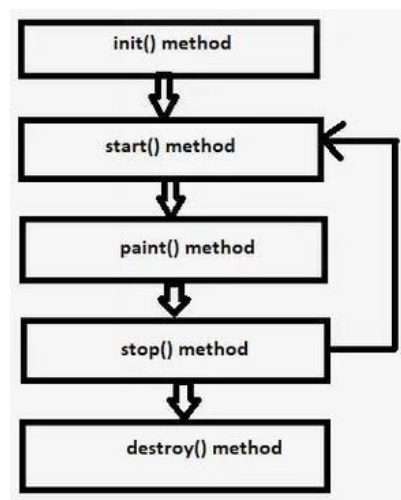 init() method
start() method
paint() method
stop() method
destroy() method